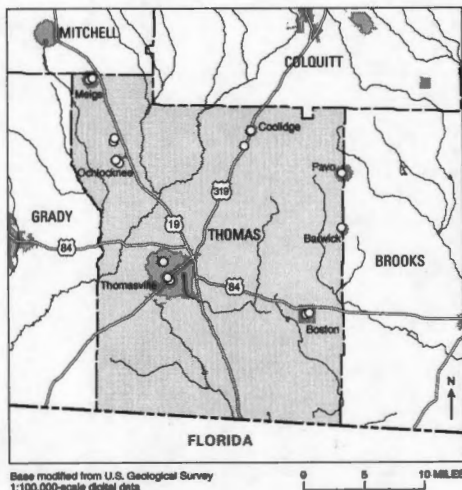 MITCHELL
COLQUITT
Meigs
Coolidge
Ochlocknee
Pavo
319
GRADY
19
THOMAS
Barwick
84
BROOKS
Thomasville
84
Boston
N
FLORIDA
Base modified from U.S. Geological Survey
1:100,000-scale digital data
0 5 10 MILES